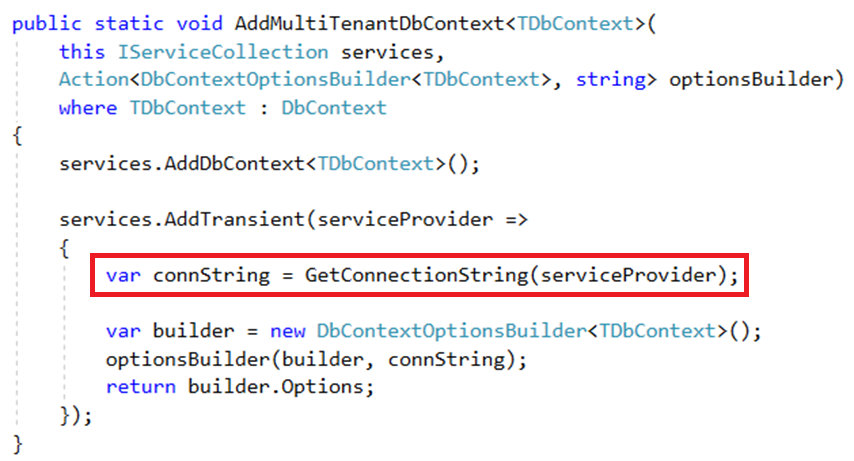 public static void AddMultiTenantDbContext<TDbContext>(
    this IServiceCollection services,
    Action<DbContextOptionsBuilder<TDbContext>, string> optionsBuilder)
    where TDbContext : DbContext
{
    services.AddDbContext<TDbContext>();
    services.AddTransient(serviceProvider =>
    {
        var connString = GetConnectionString(serviceProvider);
        var builder = new DbContextOptionsBuilder<TDbContext>();
        optionsBuilder(builder, connString);
        return builder.Options;
    });
}